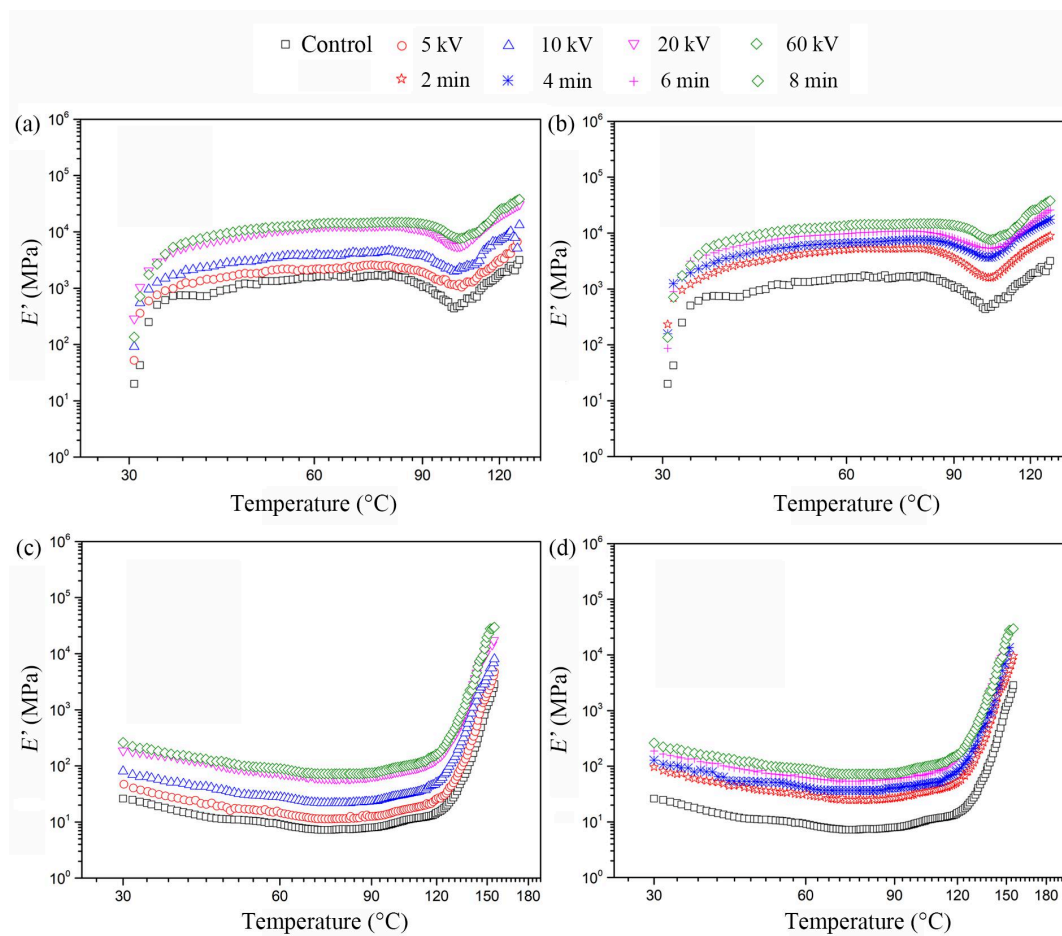 Control 5 kV 10 kV 20 kV 60 kV
2 min 4 min 6 min 8 min
(a)
10⁶
10⁵
10⁴
10³
10²
10¹
10⁰
E' (MPa)
30 60 90 120
Temperature (°C)
(b)
10⁶
10⁵
10⁴
10³
10²
10¹
10⁰
E' (MPa)
30 60 90 120
Temperature (°C)
(c)
10⁶
10⁵
10⁴
10³
10²
10¹
10⁰
E' (MPa)
30 60 90 120 150 180
Temperature (°C)
(d)
10⁶
10⁵
10⁴
10³
10²
10¹
10⁰
E' (MPa)
30 60 90 120 150 180
Temperature (°C)